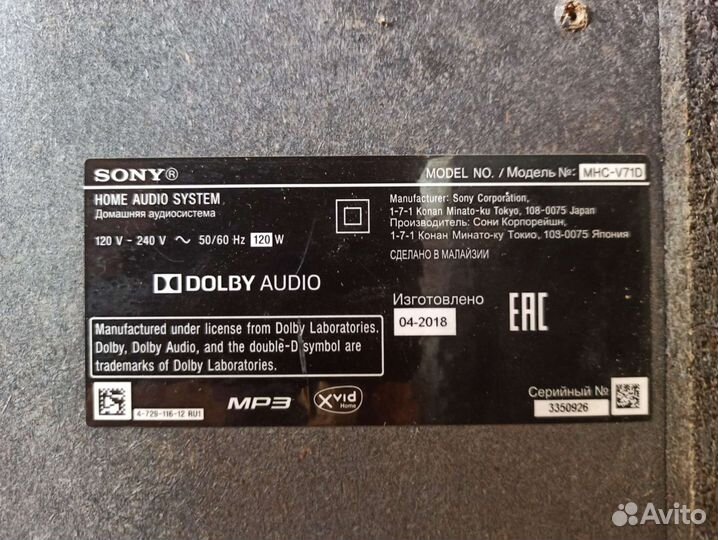 SONY®
MODEL NO. / Модель №: MHC-V71D
HOME AUDIO SYSTEM
Домашняя аудиосистема
120 V - 240 V ~ 50/60 Hz 120 W
Manufacturer: Sony Corporation,
1-7-1 Konan Minato-ku Tokyo, 108-0075 Japan
Производитель: Сони Корпорейшн,
1-7-1 Конан Минато-ку Токио, 108-0075 Япония
СДЕЛАНО В МАЛАЙЗИИ
DOLBY AUDIO
Изготовлено
04-2018
EAC
Manufactured under license from Dolby Laboratories.
Dolby, Dolby Audio, and the double-D symbol are
trademarks of Dolby Laboratories.
4-729-116-12 RU1
MP3
Xvid
Home
Серийный №
3350926
Avito